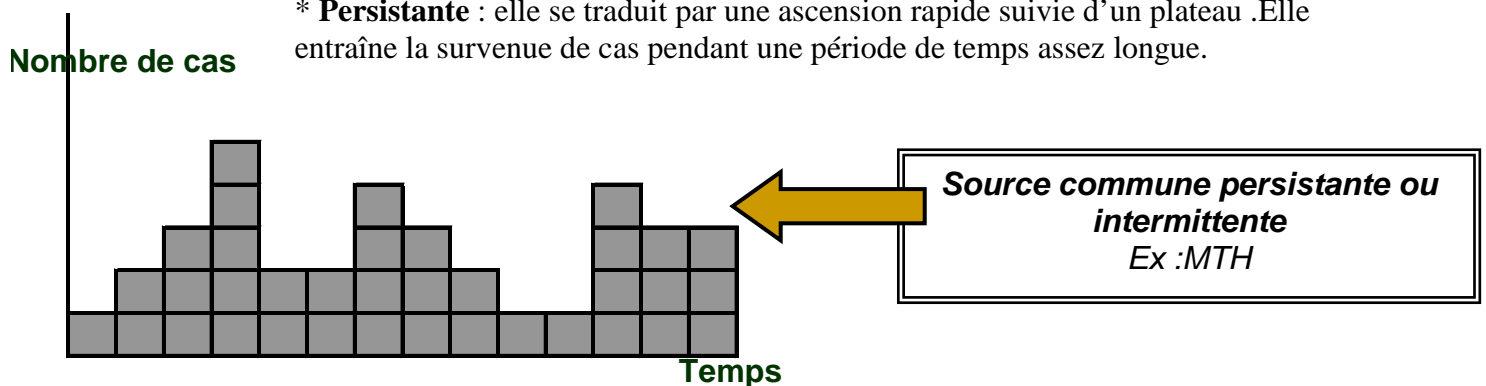 * Persistante : elle se traduit par une ascension rapide suivie d’un plateau .Elle
entraîne la survenue de cas pendant une période de temps assez longue.
Nombre de cas
Source commune persistante ou
intermittente
Ex :MTH
Temps